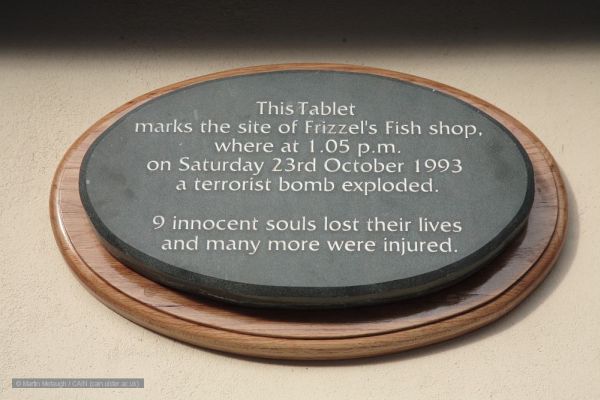 This Tablet
marks the site of Frizzel's Fish shop,
where at 1.05 p.m.
on Saturday 23rd October 1993
a terrorist bomb exploded.
9 innocent souls lost their lives
and many more were injured.
© Martin Melaugh / CAIN (cain.ulster.ac.uk)